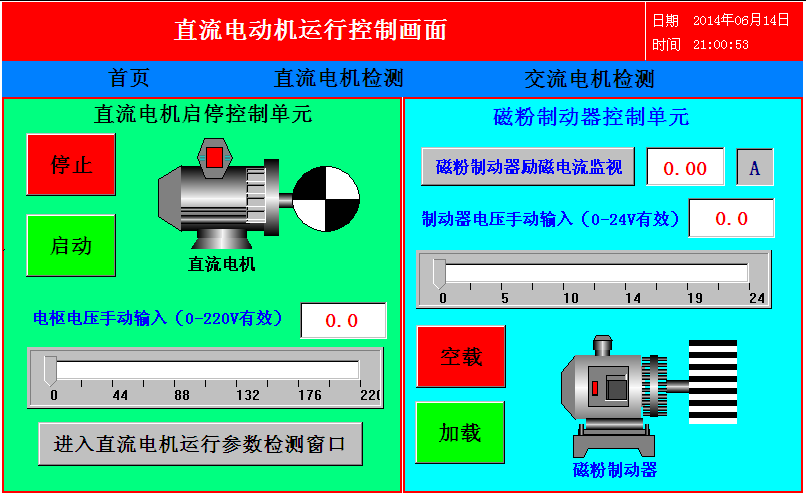 直流电动机运行控制画面
日期 2014年06月14日
时间 21:00:53
首页 直流电机检测 交流电机检测
直流电机启停控制单元
停止
启动
直流电机
电枢电压手动输入（0-220V有效） 0.0
0 44 88 132 176 220
进入直流电机运行参数检测窗口
磁粉制动器控制单元
磁粉制动器励磁电流监视 0.00 A
制动器电压手动输入（0-24V有效） 0.0
0 5 10 14 19 24
空载
加载
磁粉制动器